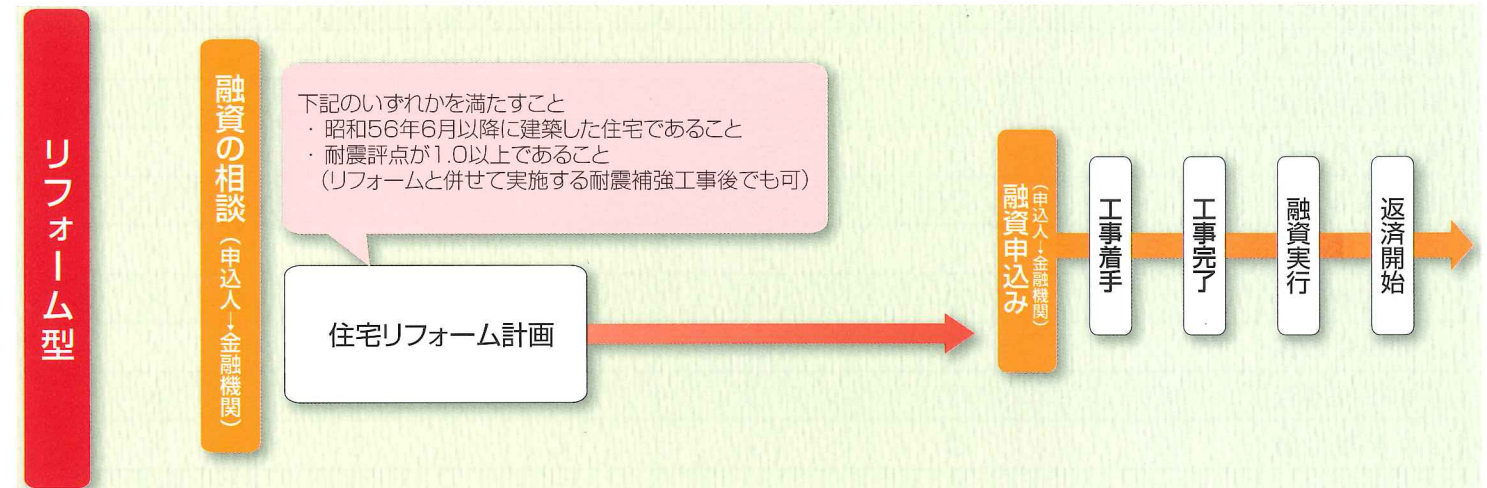 リフォーム型
融資の相談(申込人→金融機関)
下記のいずれかを満たすこと
・昭和56年6月以降に建築した住宅であること
・耐震評点が1.0以上であること
(リフォームと併せて実施する耐震補強工事後でも可)
住宅リフォーム計画
融資申込み
(申込人→金融機関)
工事着手
工事完了
融資実行
返済開始